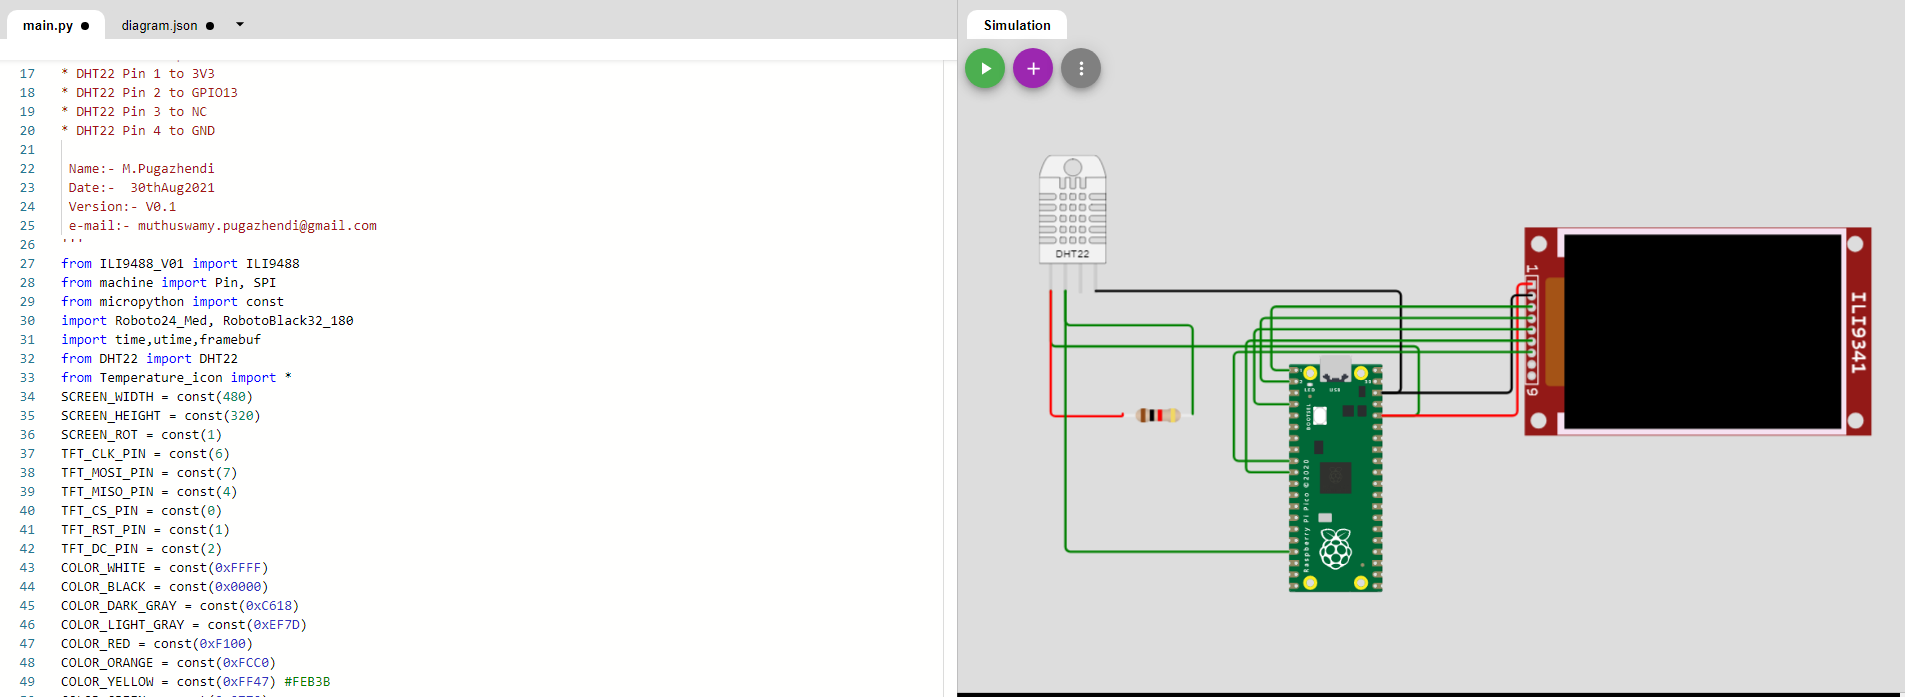 main.py ● diagram.json ●
17 * DHT22 Pin 1 to 3V3
18 * DHT22 Pin 2 to GPIO13
19 * DHT22 Pin 3 to NC
20 * DHT22 Pin 4 to GND
21
22 Name:- M.Pugazhendi
23 Date:-  30thAug2021
24 Version:- V0.1
25 e-mail:- muthuswamy.pugazhendi@gmail.com
26 '''
27 from ILI9488_V01 import ILI9488
28 from machine import Pin, SPI
29 from micropython import const
30 import Roboto24_Med, RobotoBlack32_180
31 import time,utime,framebuf
32 from DHT22 import DHT22
33 from Temperature_icon import *
34 SCREEN_WIDTH = const(480)
35 SCREEN_HEIGHT = const(320)
36 SCREEN_ROT = const(1)
37 TFT_CLK_PIN = const(6)
38 TFT_MOSI_PIN = const(7)
39 TFT_MISO_PIN = const(4)
40 TFT_CS_PIN = const(0)
41 TFT_RST_PIN = const(1)
42 TFT_DC_PIN = const(2)
43 COLOR_WHITE = const(0xFFFF)
44 COLOR_BLACK = const(0x0000)
45 COLOR_DARK_GRAY = const(0xC618)
46 COLOR_LIGHT_GRAY = const(0xEF7D)
47 COLOR_RED = const(0xF100)
48 COLOR_ORANGE = const(0xFCC0)
49 COLOR_YELLOW = const(0xFF47) #FEB3B
Simulation
DHT22
LED
USB
BOOTSEL
Raspberry Pi Pico ©2020
1
9
ILI9341